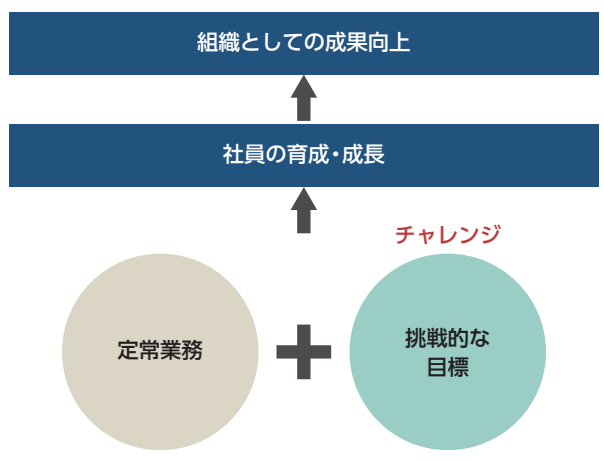 組織としての成果向上
社員の育成・成長
チャレンジ
定常業務
挑戦的な
目標